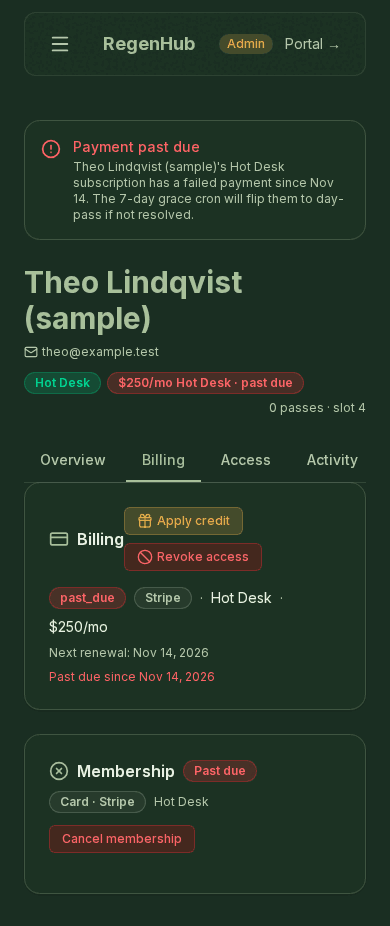 RegenHub
Admin
Portal →
Payment past due
Theo Lindqvist (sample)'s Hot Desk
subscription has a failed payment since Nov
14. The 7-day grace cron will flip them to day-
pass if not resolved.
Theo Lindqvist
(sample)
theo@example.test
Hot Desk
$250/mo Hot Desk · past due
0 passes · slot 4
Overview
Billing
Access
Activity
Billing
Apply credit
Revoke access
past_due
Stripe
· Hot Desk ·
$250/mo
Next renewal: Nov 14, 2026
Past due since Nov 14, 2026
Membership
Past due
Card · Stripe
Hot Desk
Cancel membership